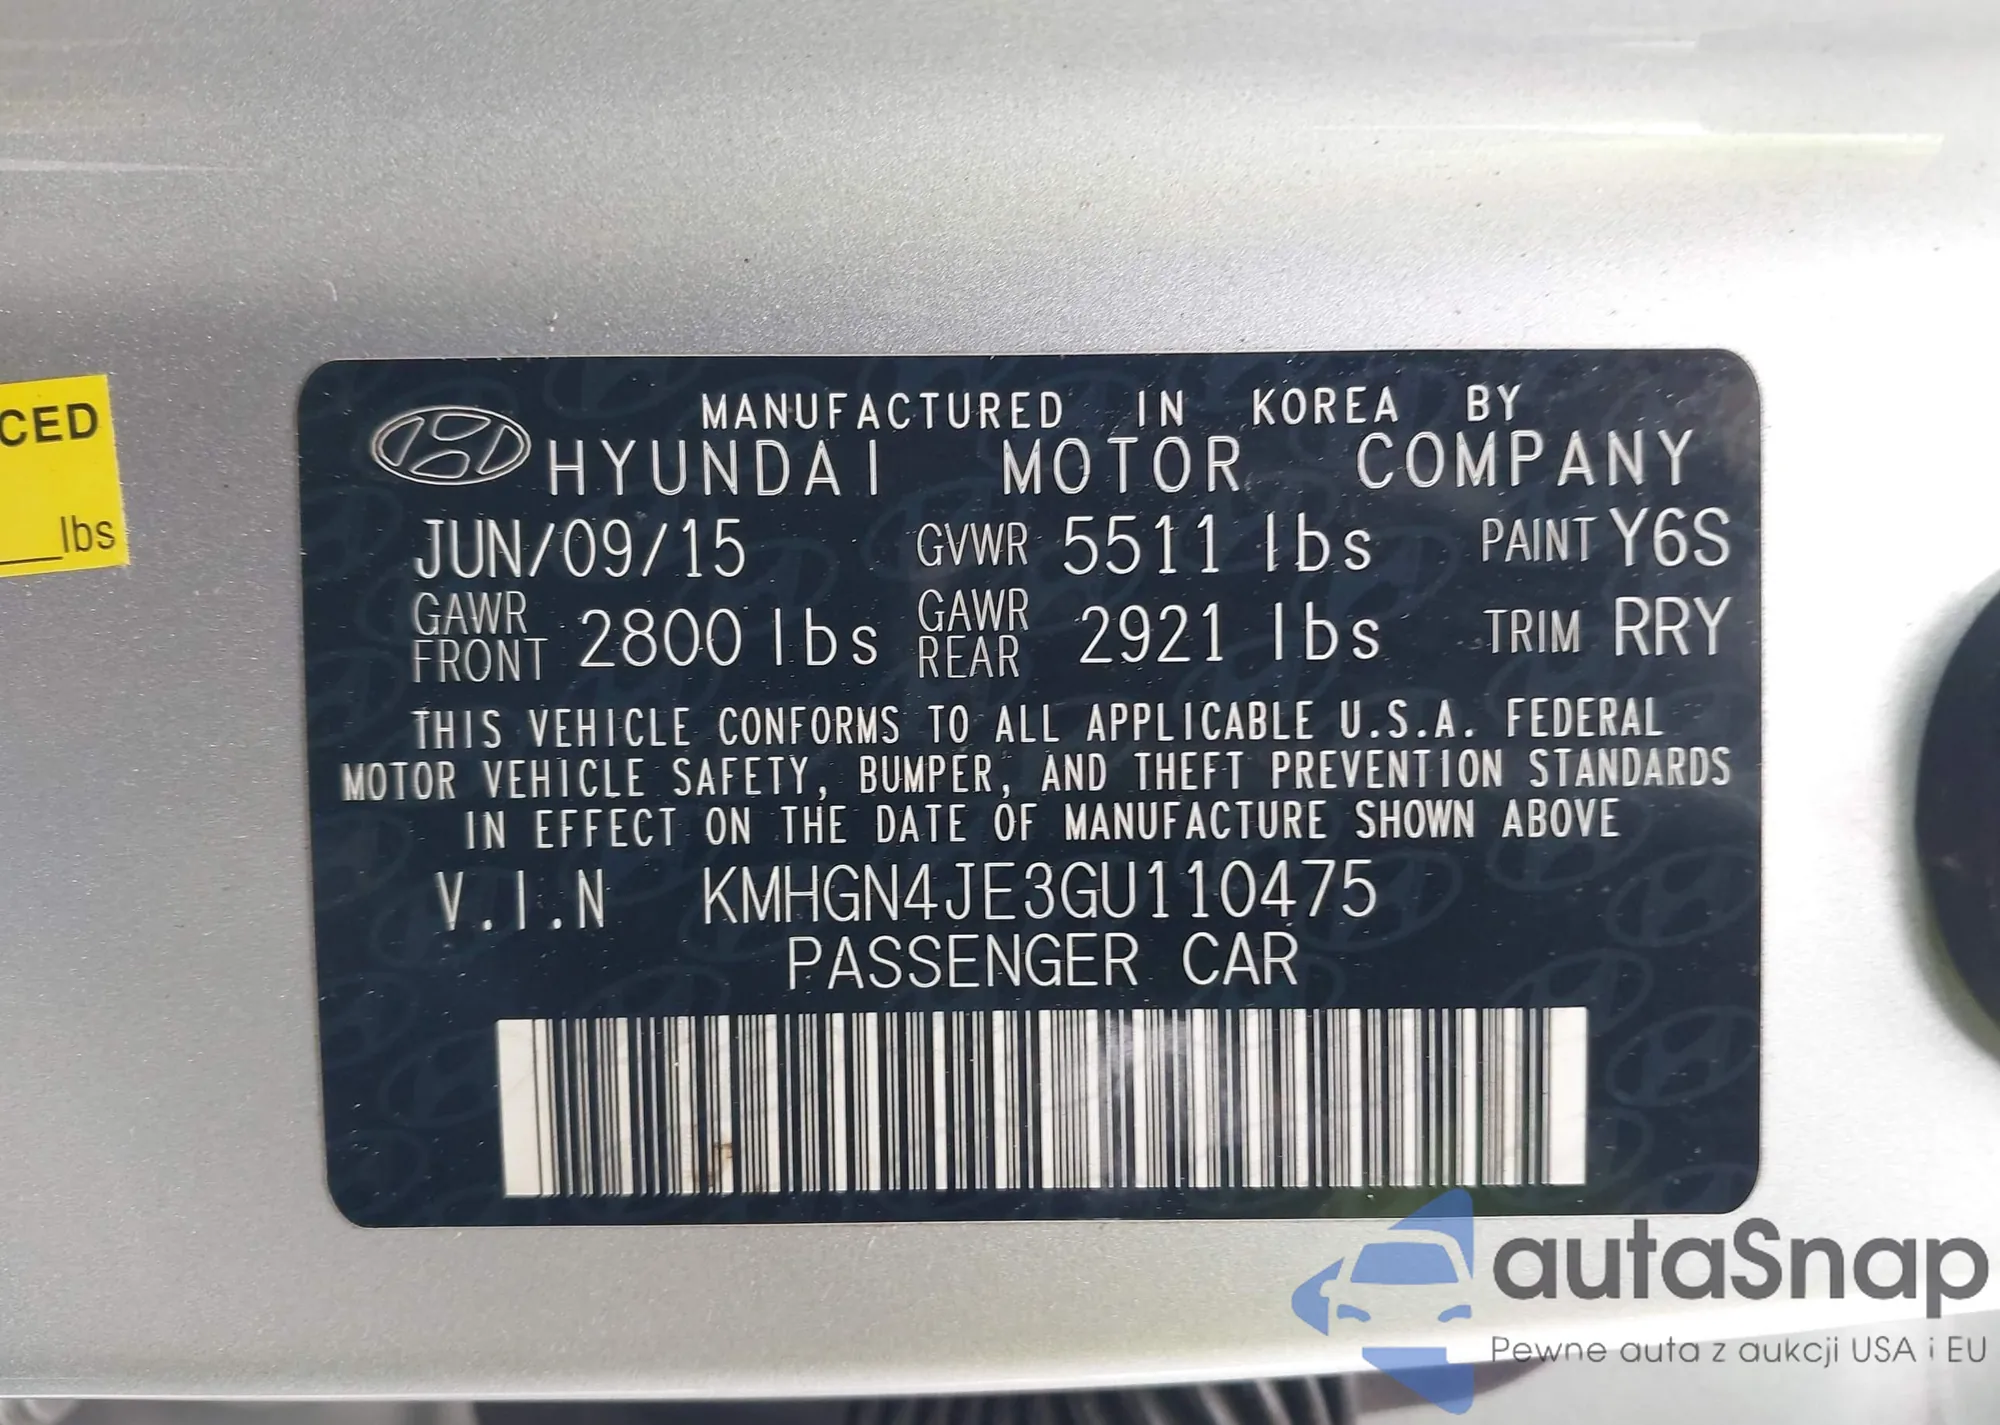 MANUFACTURED IN KOREA BY
HYUNDAI MOTOR COMPANY
JUN/09/15 GVWR 5511 lbs PAINT Y6S
GAWR FRONT 2800 lbs GAWR REAR 2921 lbs TRIM RRY
THIS VEHICLE CONFORMS TO ALL APPLICABLE U.S.A. FEDERAL
MOTOR VEHICLE SAFETY, BUMPER, AND THEFT PREVENTION STANDARDS
IN EFFECT ON THE DATE OF MANUFACTURE SHOWN ABOVE
V.I.N KMHGN4JE3GU110475
PASSENGER CAR
CED
lbs
autaSnap
Pewne auta z aukcji USA i EU